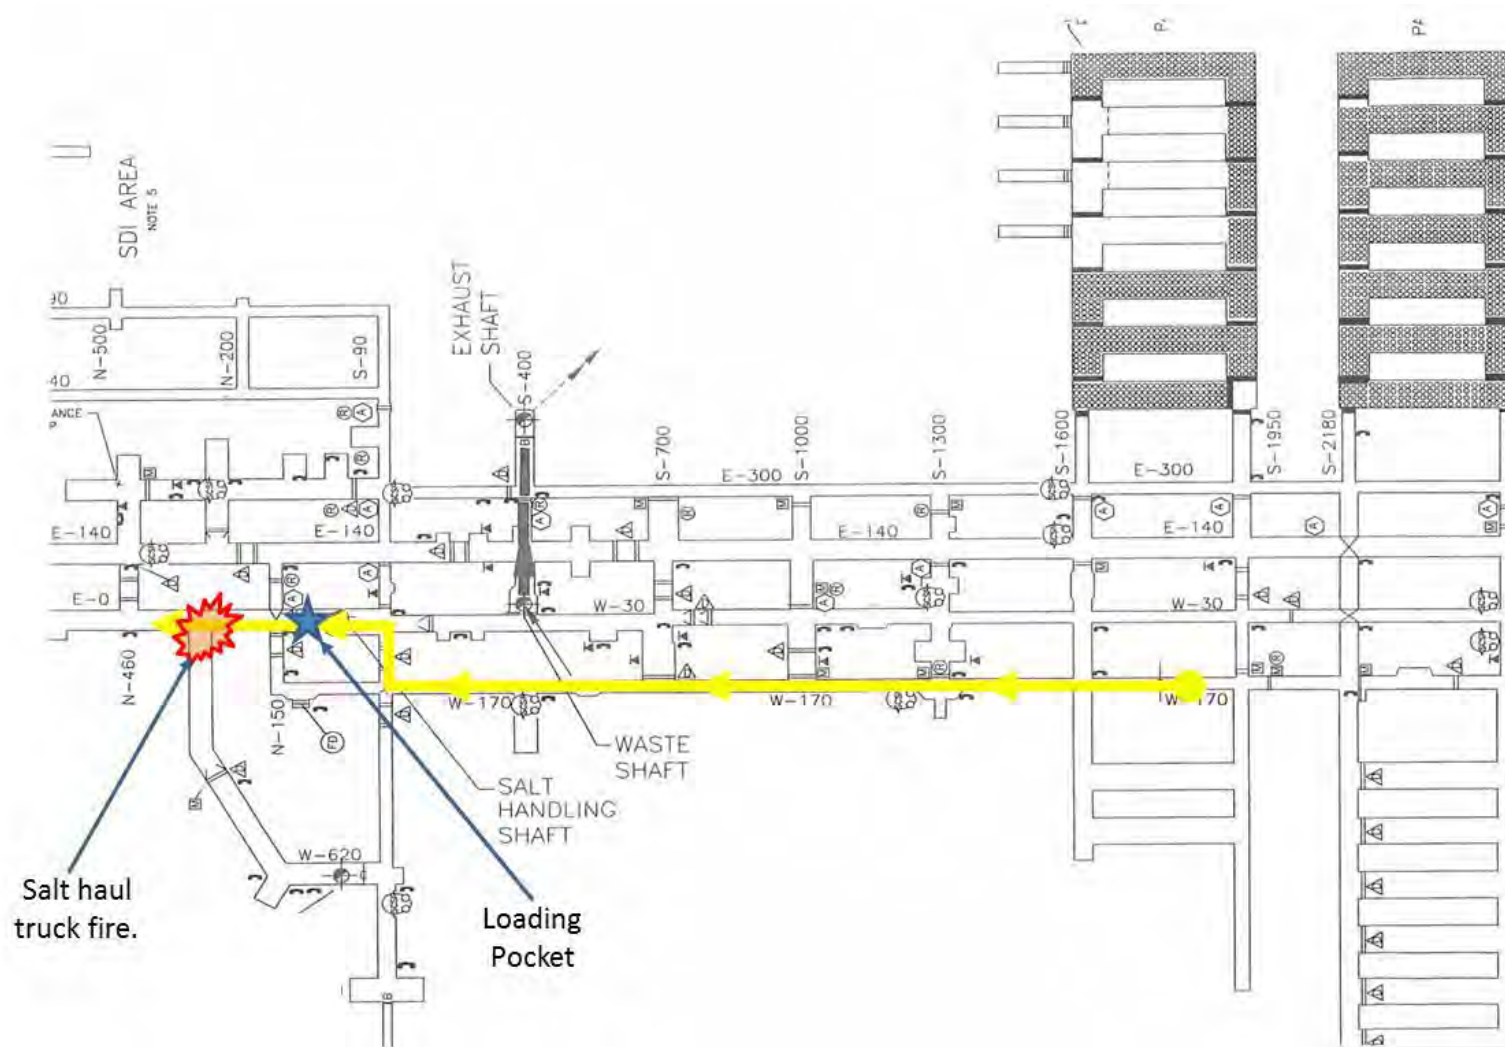 SDI AREA
NOTE 5
N-500
N-200
S-90
EXHAUST
SHAFT
S-400
S-700
S-1000
S-1300
S-1600
S-1950
S-2180
E-300
E-300
E-140
E-140
E-140
E-140
E-0
W-30
W-30
N-460
N-150
W-170
W-170
W-170
FD
WASTE
SHAFT
SALT
HANDLING
SHAFT
W-620
Salt haul
truck fire.
Loading
Pocket